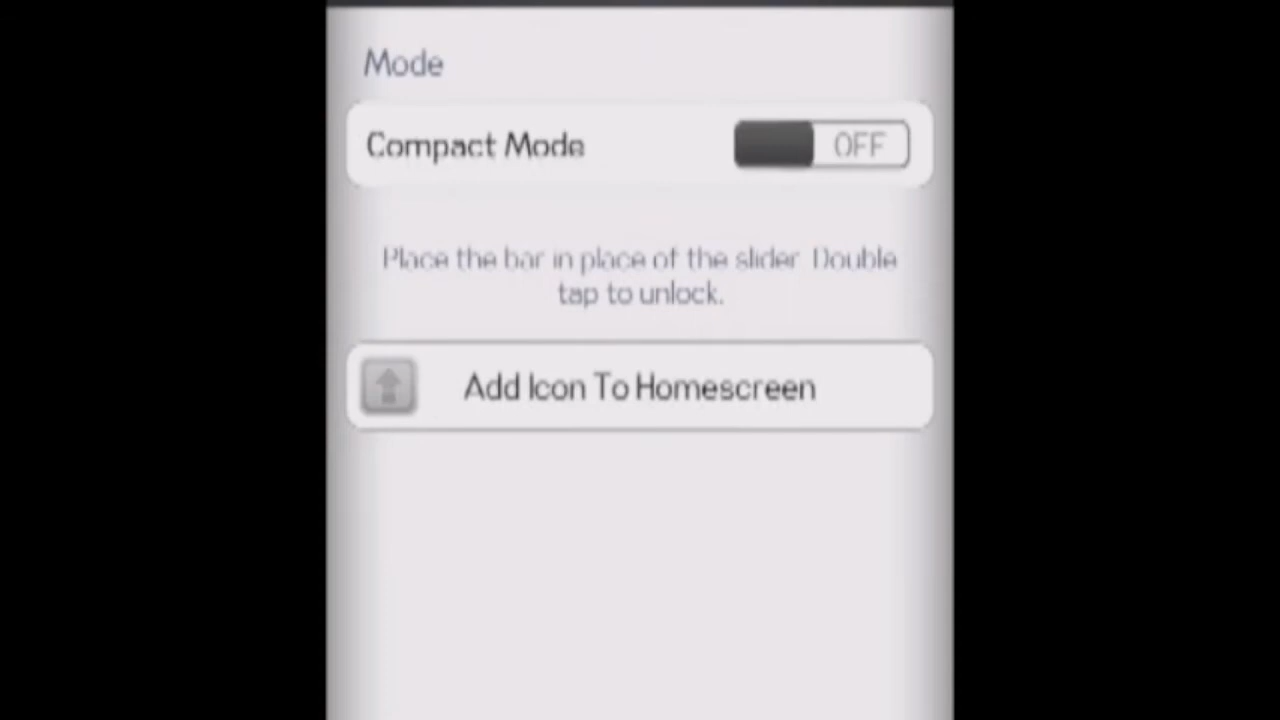 Mode
Compact Mode
OFF
Place the bar in place of the slider. Double
tap to unlock.
Add Icon To Homescreen